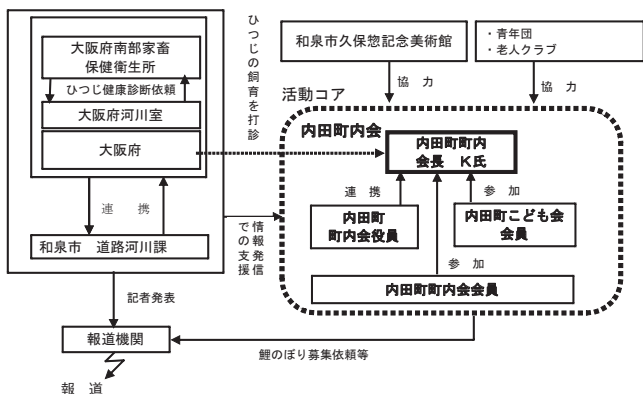 大阪府南部家畜
保健衛生所
ひつじ健康診断依頼
大阪府河川室
大阪府
連 携
和泉市 道路河川課
記者発表
報道機関
報 道
ひつじの飼育を打診
情報発信
での支援
和泉市久保惣記念美術館
・青年団
・老人クラブ
協 力
協 力
活動コア
内田町内会
内田町町内
会長 K氏
連 携
参 加
内田町
町内会役員
内田町こども会
会員
参 加
内田町町内会会員
鯉のぼり募集依頼等